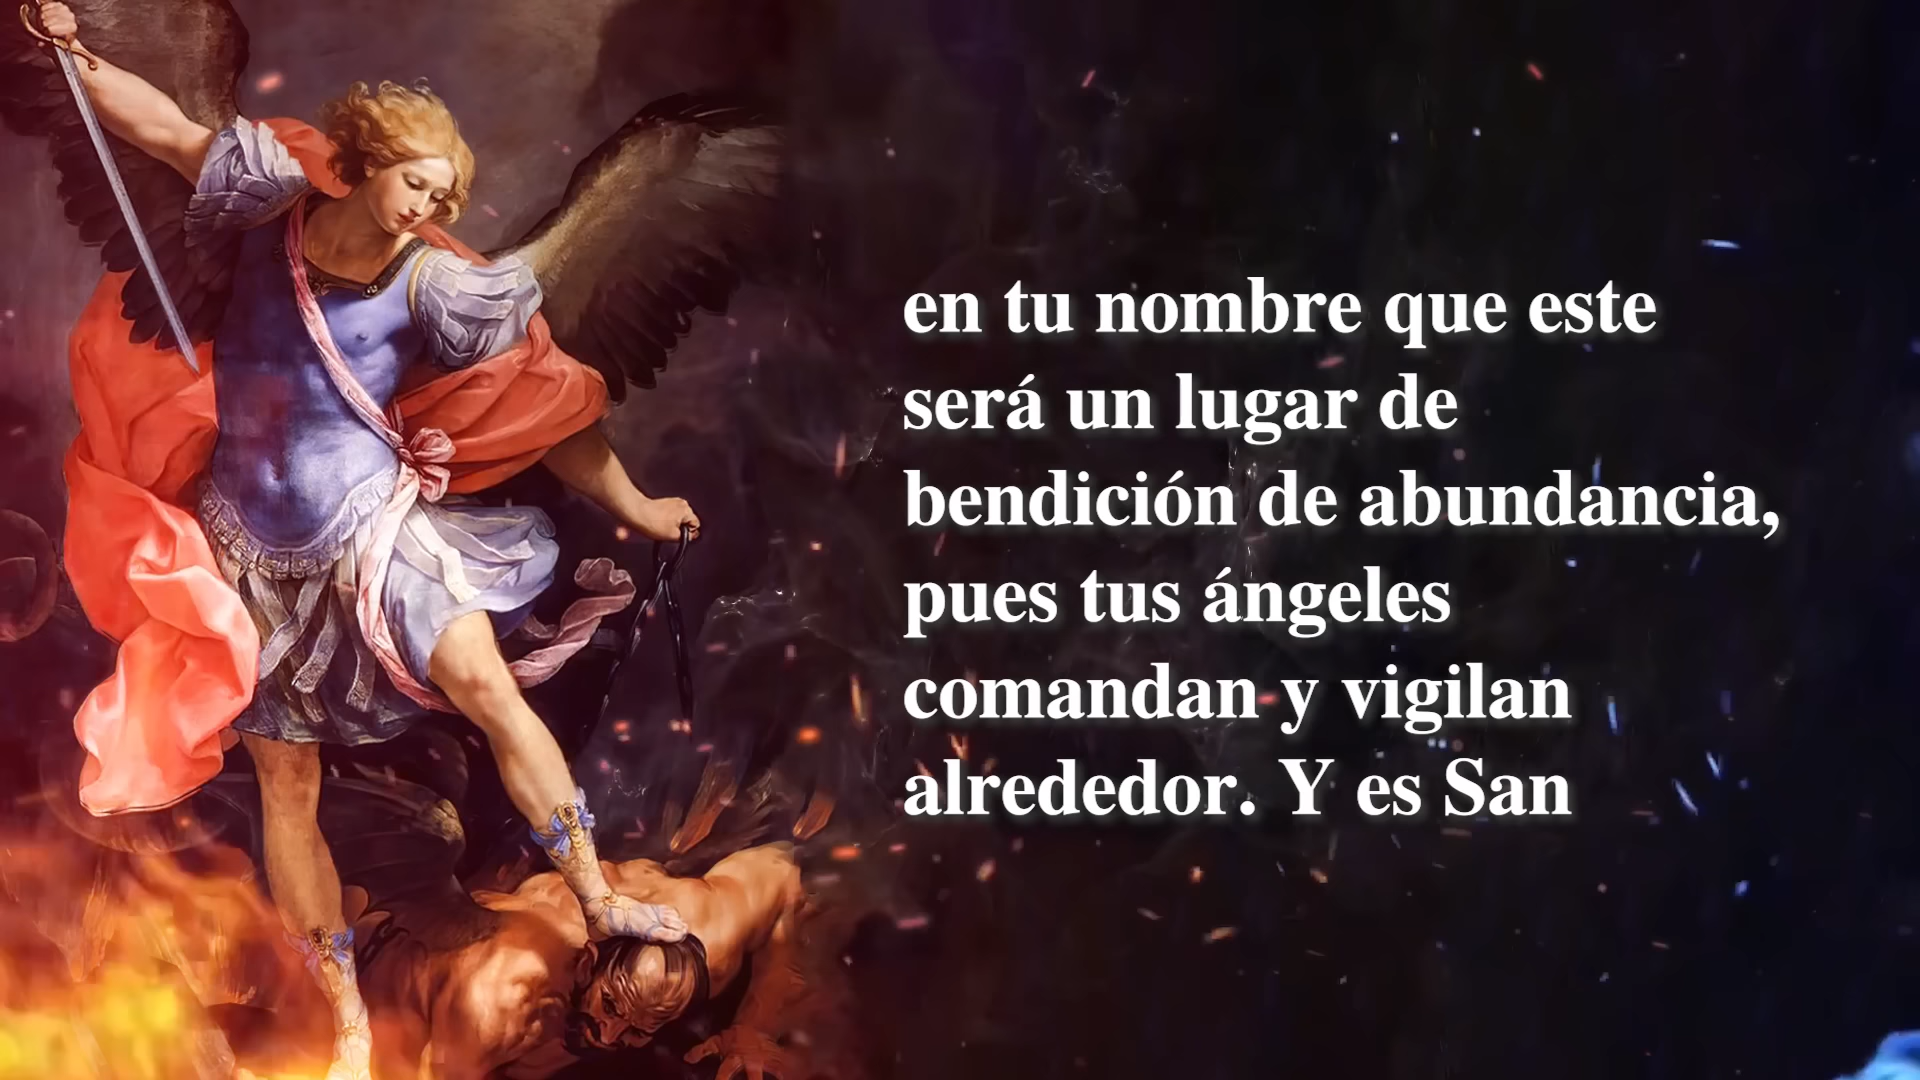 en tu nombre que este
será un lugar de
bendición de abundancia,
pues tus ángeles
comandan y vigilan
alrededor. Y es San